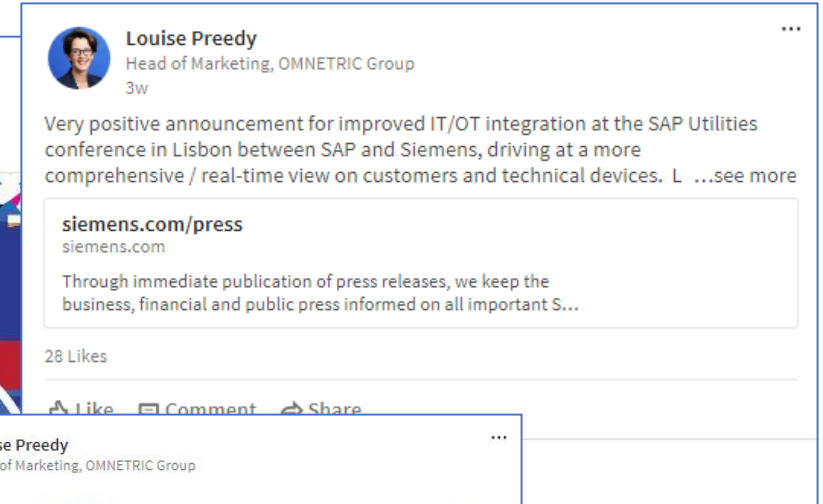 Louise Preedy
Head of Marketing, OMNETRIC Group
3w
Very positive announcement for improved IT/OT integration at the SAP Utilities
conference in Lisbon between SAP and Siemens, driving at a more
comprehensive / real-time view on customers and technical devices. L ...see more
siemens.com/press
siemens.com
Through immediate publication of press releases, we keep the
business, financial and public press informed on all important S...
28 Likes
Like Comment Share
se Preedy
of Marketing, OMNETRIC Group